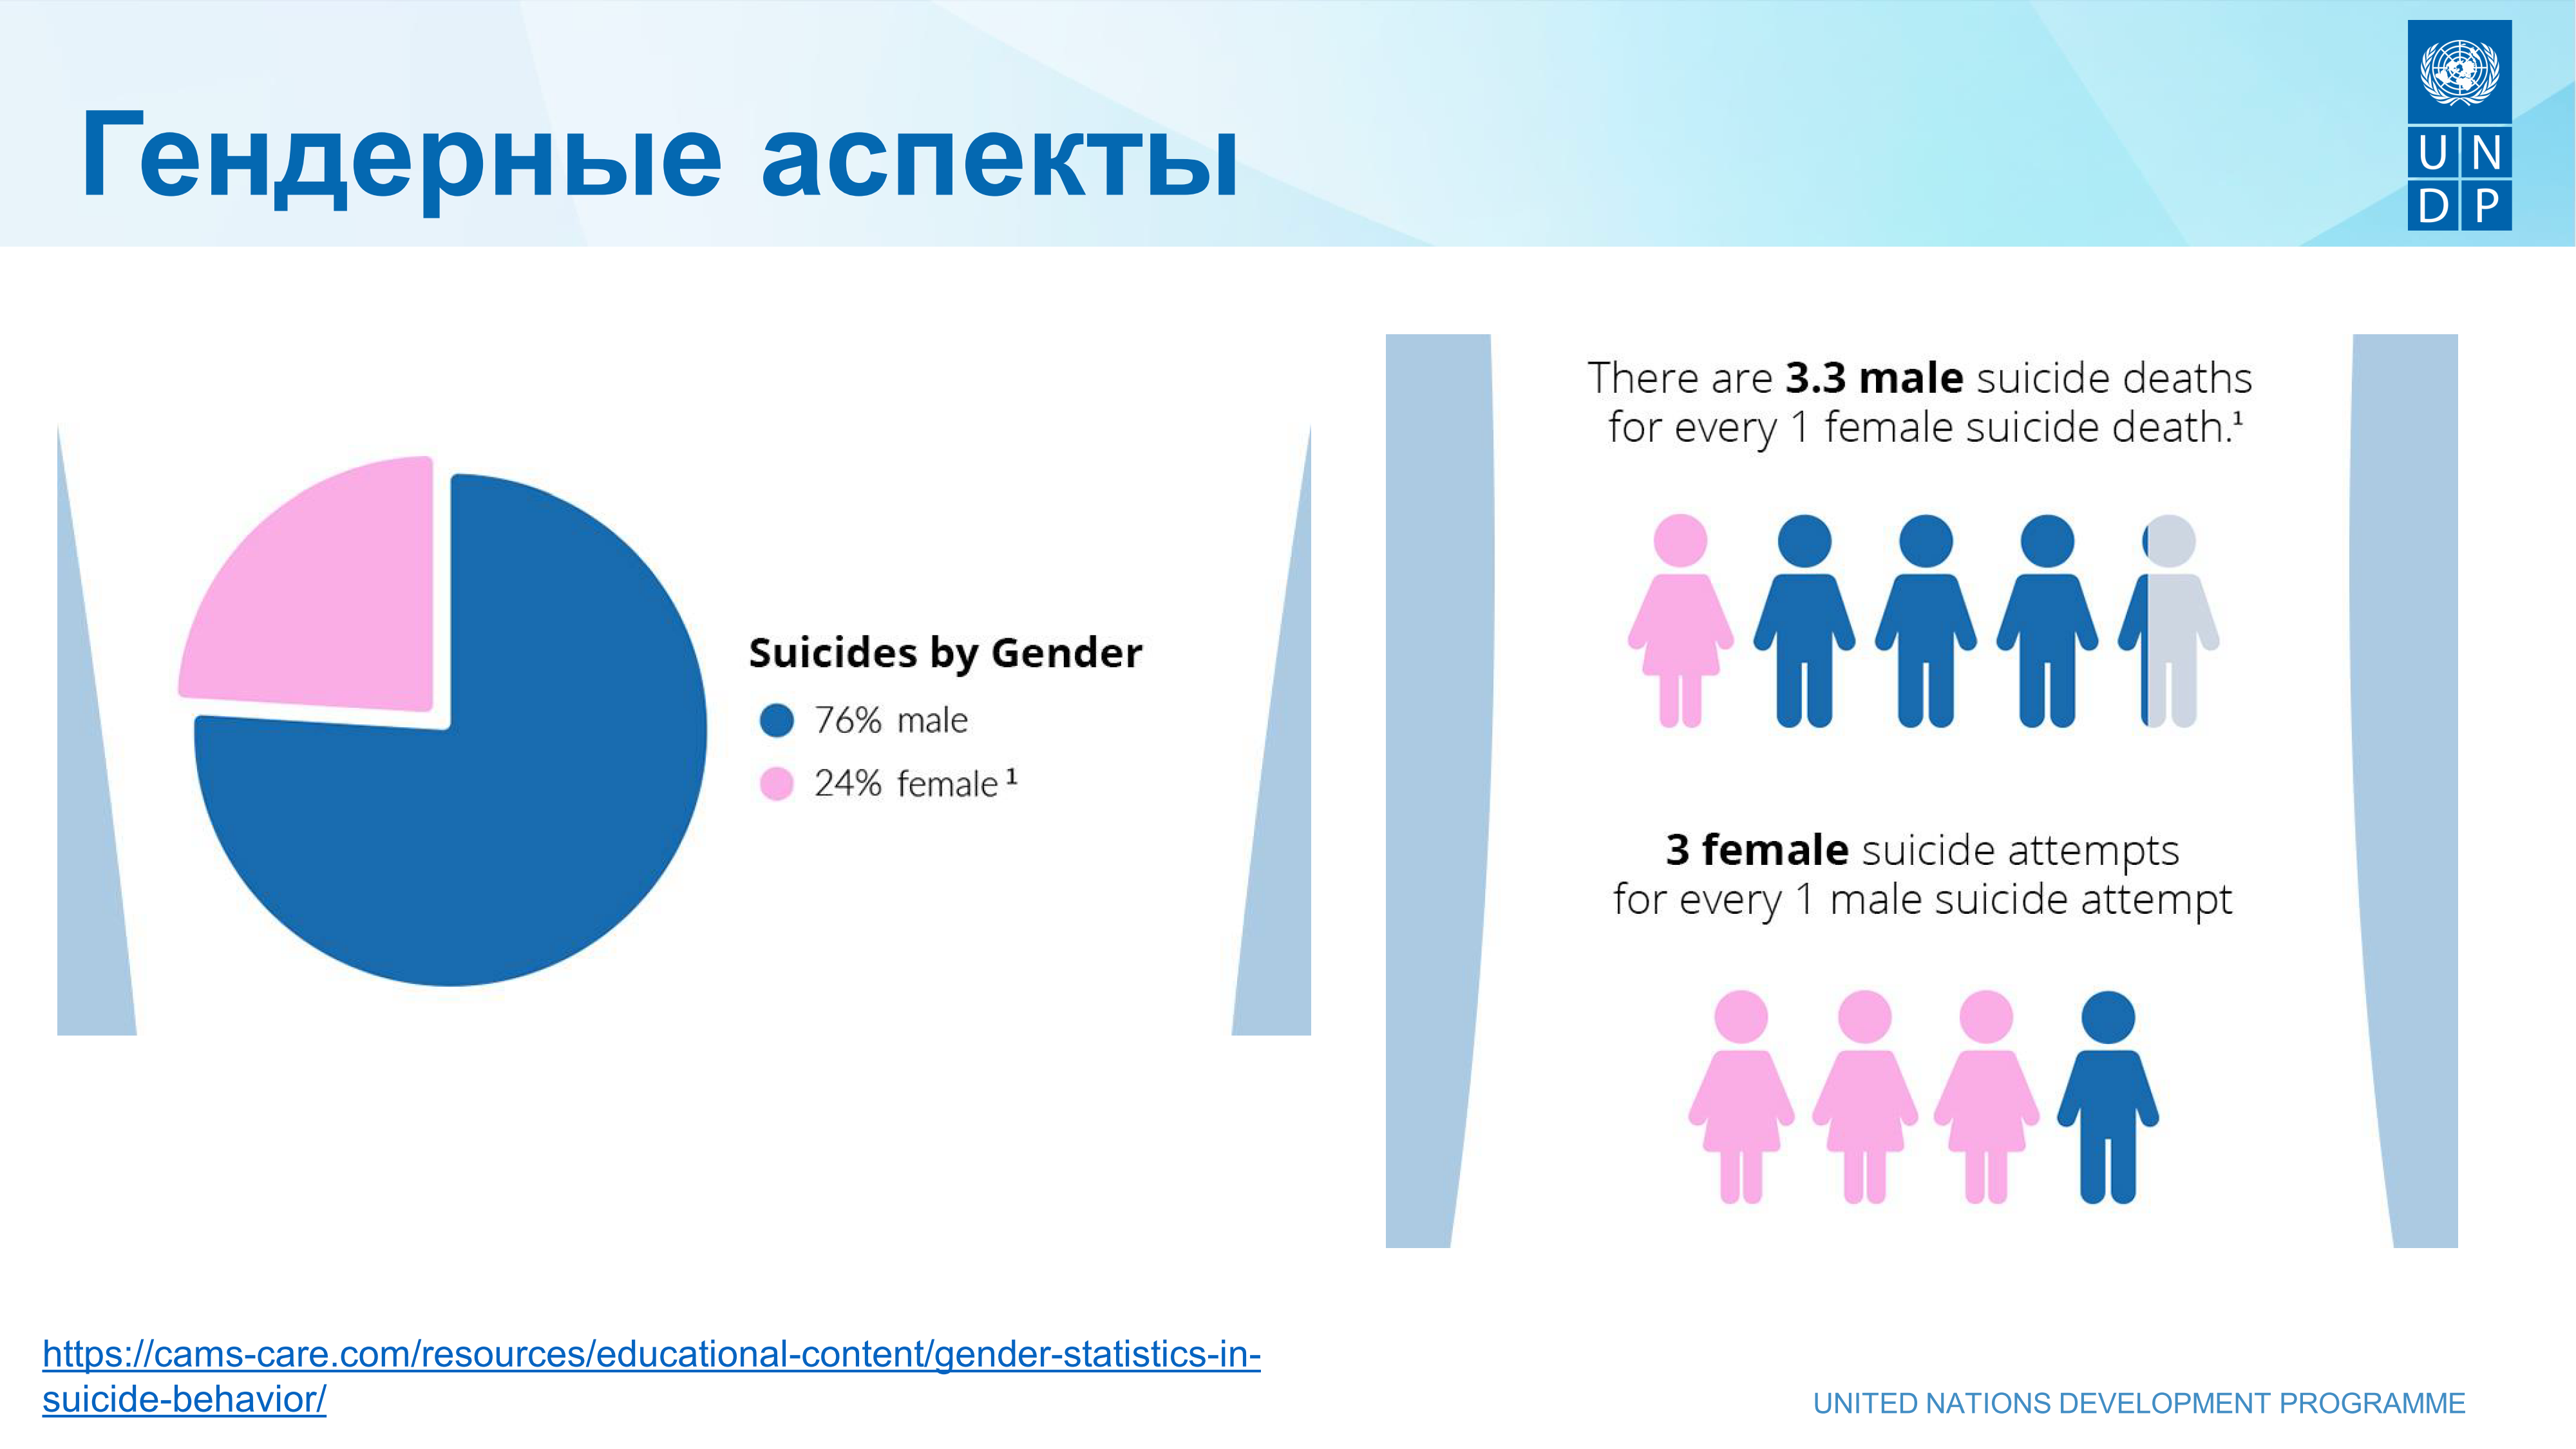 Гендерные аспекты
U N
D P
Suicides by Gender
76% male
24% female ¹
There are 3.3 male suicide deaths
for every 1 female suicide death.¹
3 female suicide attempts
for every 1 male suicide attempt
https://cams-care.com/resources/educational-content/gender-statistics-in-
suicide-behavior/
UNITED NATIONS DEVELOPMENT PROGRAMME